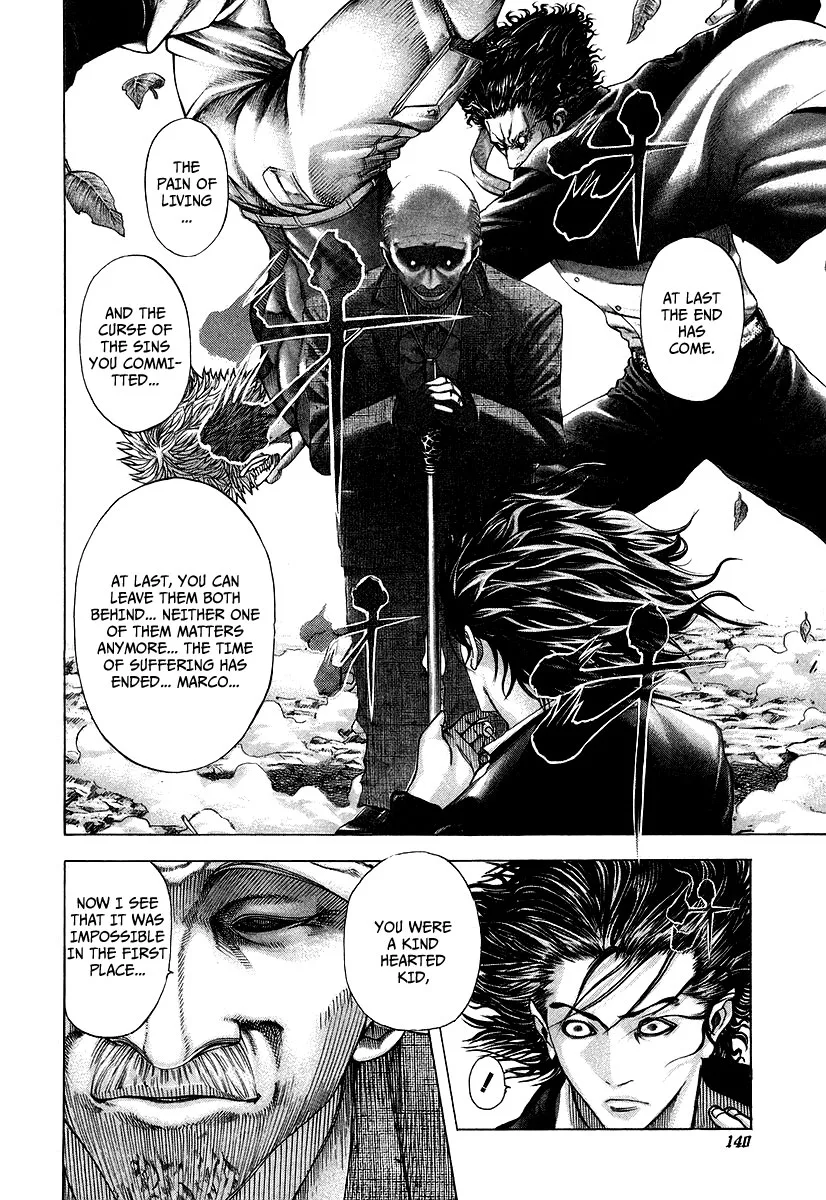 AT LAST
THE END
HAS
COME.
THE
PAIN OF
LIVING
...
AND THE
CURSE OF
THE SINS
YOU COMMI-
TTED...
AT LAST, YOU CAN
LEAVE THEM BOTH
BEHIND... NEITHER ONE
OF THEM MATTERS
ANYMORE... THE TIME
OF SUFFERING HAS
ENDED... MARCO...
!
YOU WERE
A KIND
HEARTED
KID,
NOW I SEE
THAT IT WAS
IMPOSSIBLE
IN THE FIRST
PLACE...
140